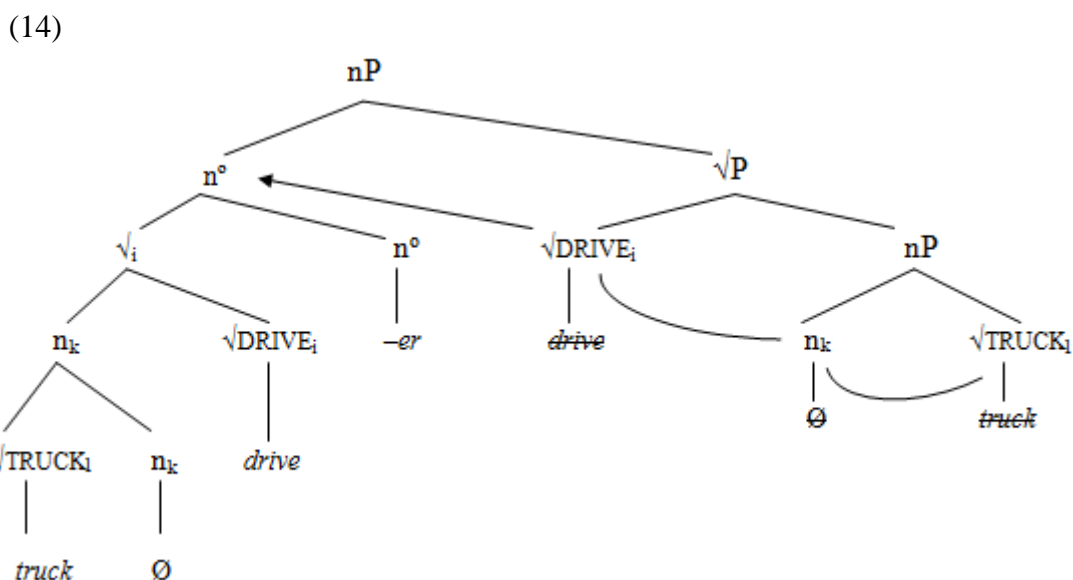 (14)
nP
n° √P
√i n° √DRIVEi nP
nk √DRIVEi –er drive nk √TRUCKl
Ø truck
√TRUCKl nk drive
truck Ø